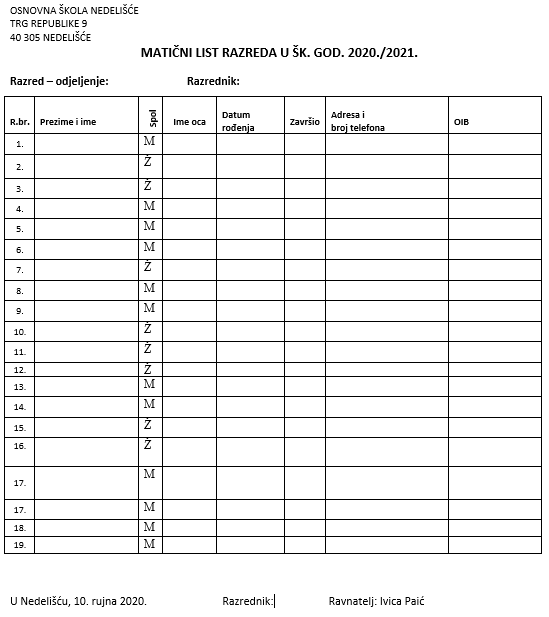 OSNOVNA ŠKOLA NEDELIŠĆE
TRG REPUBLIKE 9
40 305 NEDELIŠĆE
MATIČNI LIST RAZREDA U ŠK. GOD. 2020./2021.
Razred – odjeljenje: Razrednik:
R.br. Prezime i ime Spol Ime oca Datum rođenja Završio Adresa i broj telefona OIB
1. M
2. Ž
3. Ž
4. M
5. M
6. M
7. Ž
8. M
9. M
10. Ž
11. Ž
12. Ž
13. M
14. M
15. Ž
16. Ž
17. M
17. M
18. M
19. M
U Nedelišću, 10. rujna 2020. Razrednik: Ravnatelj: Ivica Paić